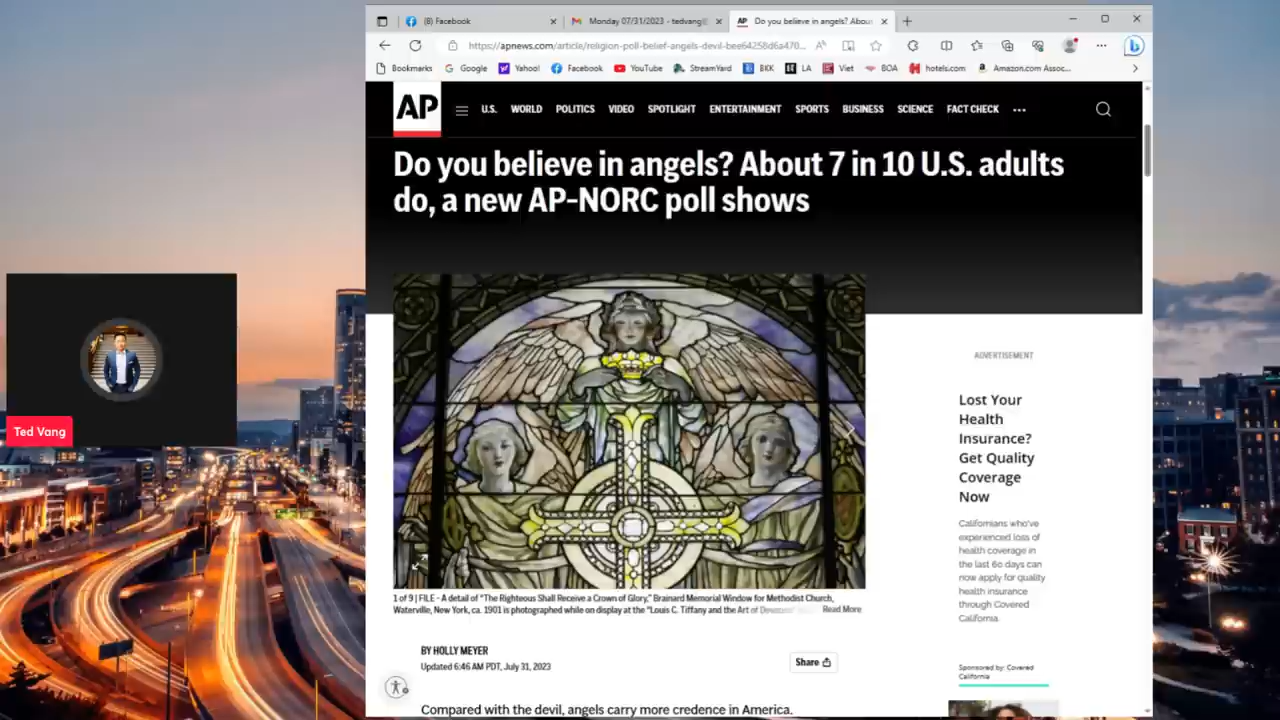 (8) Facebook
Monday 07/31/2023 - tedvang@
Do you believe in angels? Abou
https://apnews.com/article/religion-poll-belief-angels-devil-bee64258d6a470...
Bookmarks
Google
Yahoo!
Facebook
YouTube
StreamYard
BKK
LA
Viet
BOA
hotels.com
Amazon.com Assoc...
AP
U.S.
WORLD
POLITICS
VIDEO
SPOTLIGHT
ENTERTAINMENT
SPORTS
BUSINESS
SCIENCE
FACT CHECK
Do you believe in angels? About 7 in 10 U.S. adults
do, a new AP-NORC poll shows
Ted Vang
ADVERTISEMENT
Lost Your
Health
Insurance?
Get Quality
Coverage
Now
Californians who've
experienced loss of
health coverage in
the last 60 days can
now apply for quality
health insurance
through Covered
California.
Sponsored by: Covered
California
1 of 9 | FILE - A detail of "The Righteous Shall Receive a Crown of Glory," Brainard Memorial Window for Methodist Church,
Waterville, New York, ca. 1901 is photographed while on display at the "Louis C. Tiffany and the Art of Devotion" Read More
BY HOLLY MEYER
Updated 6:46 AM PDT, July 31, 2023
Share
Compared with the devil, angels carry more credence in America.